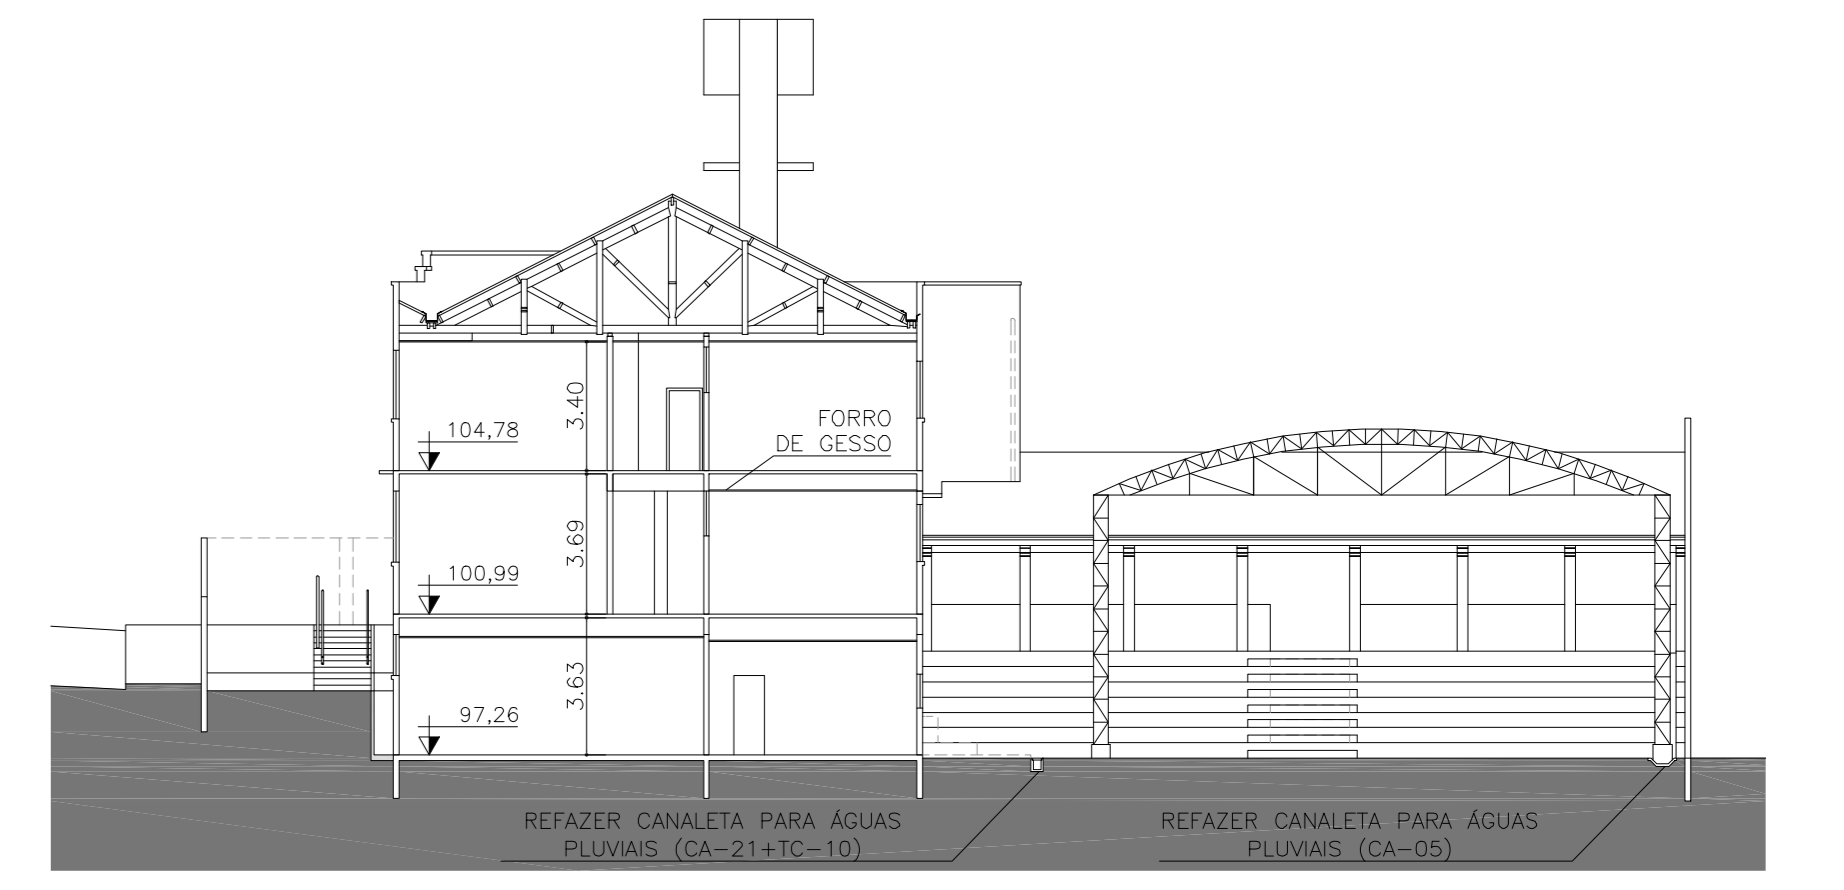 3.40
FORRO
DE GESSO
104,78
3.69
100,99
3.63
97,26
REFAZER CANALETA PARA ÁGUAS
PLUVIAIS (CA-21+TC-10)
REFAZER CANALETA PARA ÁGUAS
PLUVIAIS (CA-05)